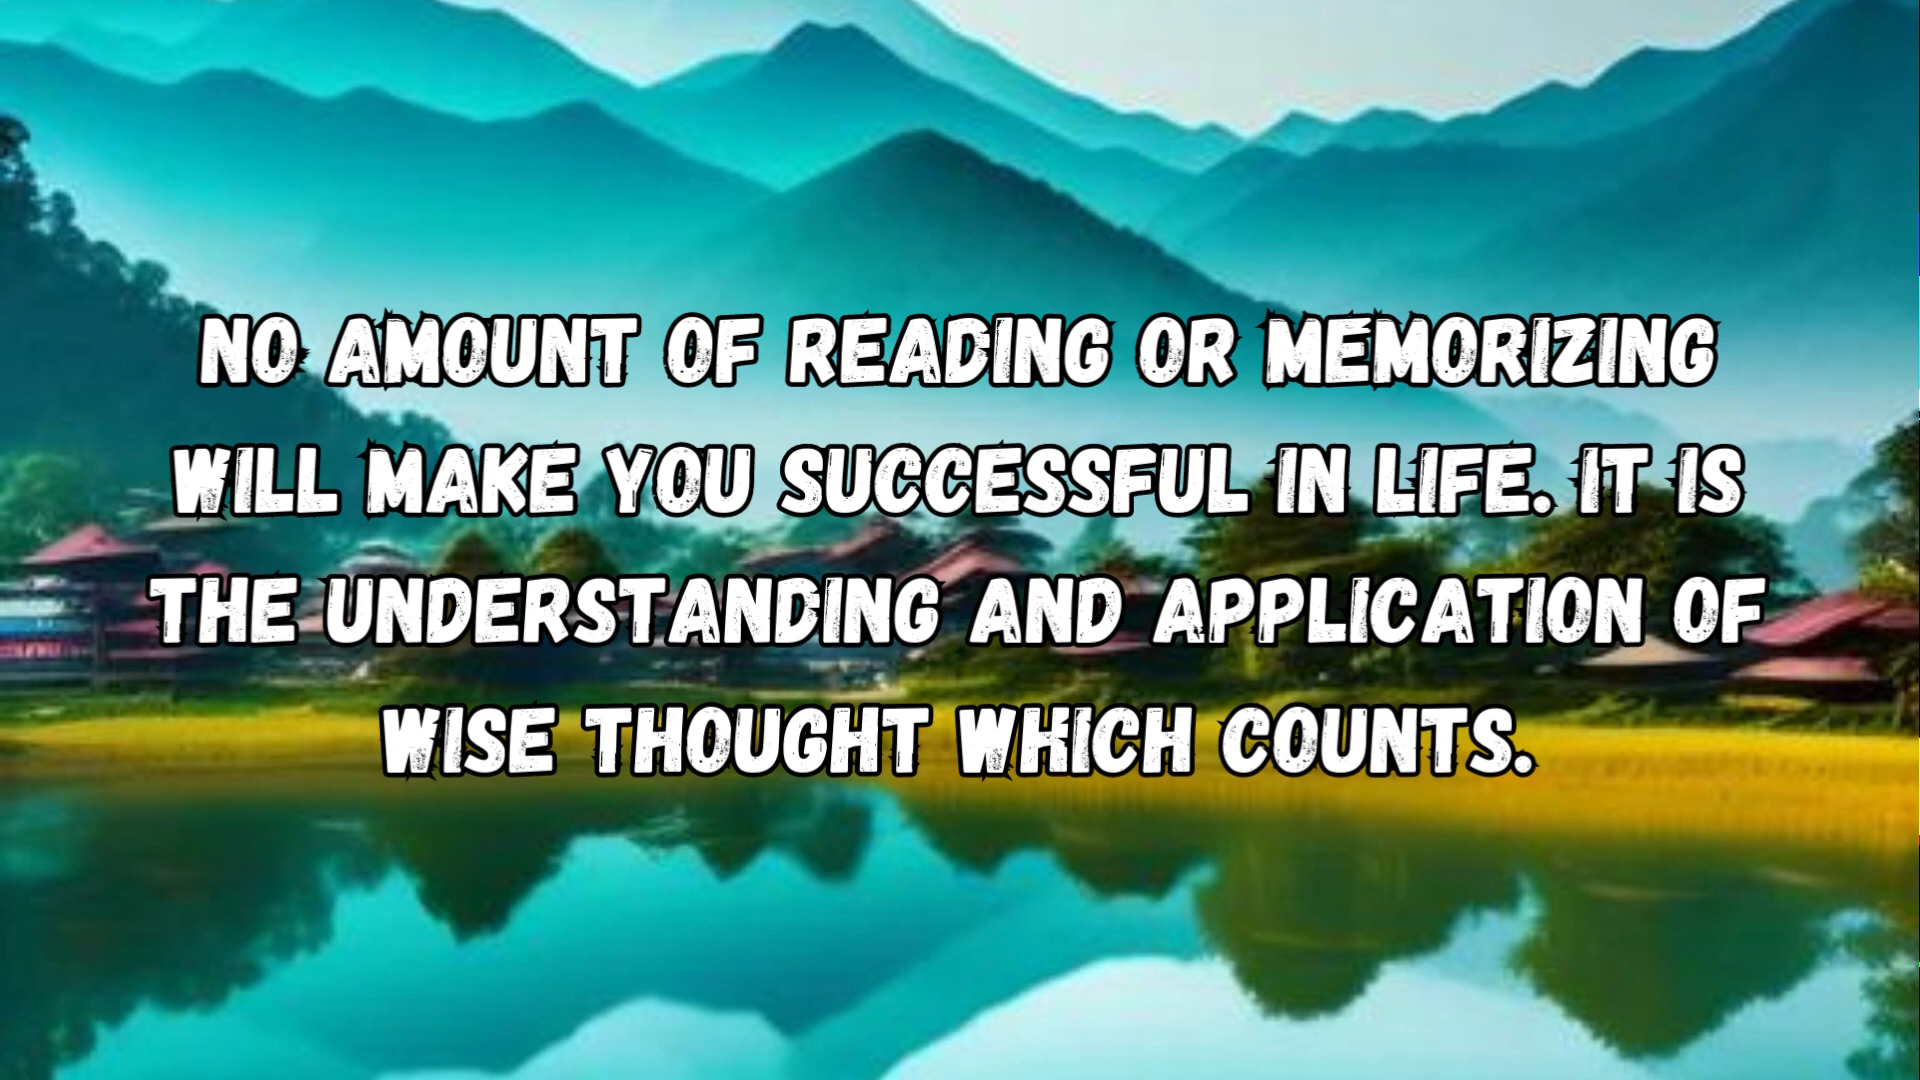 NO AMOUNT OF READING OR MEMORIZING
WILL MAKE YOU SUCCESSFUL IN LIFE. IT IS
THE UNDERSTANDING AND APPLICATION OF
WISE THOUGHT WHICH COUNTS.